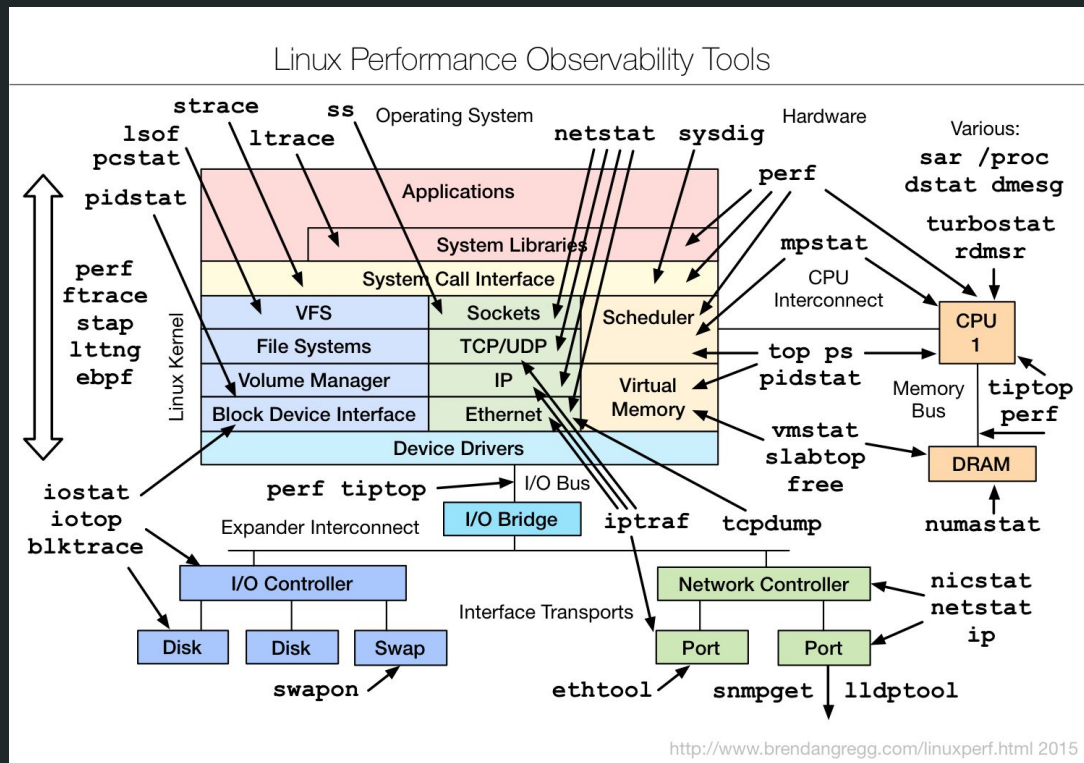 Linux Performance Observability Tools
strace
ss
Operating System
Hardware
Various:
lsof
pcstat
ltrace
netstat
sysdig
sar /proc
dstat dmesg
pidstat
Applications
perf
turbostat
rdmsr
System Libraries
mpstat
System Call Interface
CPU
Interconnect
perf
ftrace
stap
lttng
ebpf
Linux Kernel
VFS
Sockets
Scheduler
CPU
1
File Systems
TCP/UDP
top ps
pidstat
Volume Manager
IP
Virtual
Memory
Memory
Bus
tiptop
perf
Block Device Interface
Ethernet
vmstat
slabtop
free
Device Drivers
DRAM
iostat
iotop
blktrace
perf tiptop
I/O Bus
I/O Bridge
iptraf
tcpdump
numastat
Expander Interconnect
I/O Controller
Network Controller
nicstat
netstat
ip
Interface Transports
Disk
Disk
Swap
Port
Port
swapon
ethtool
snmpget
lldptool
http://www.brendangregg.com/linuxperf.html 2015